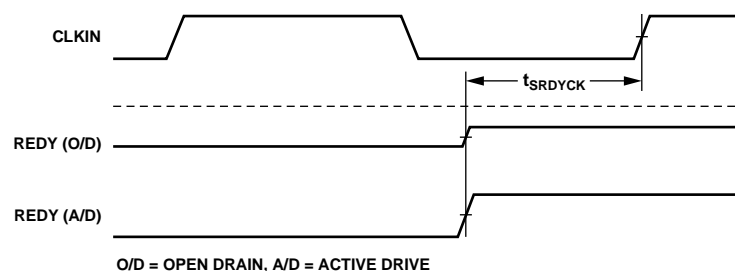 CLKIN
tSRDYCK
REDY (O/D)
REDY (A/D)
O/D = OPEN DRAIN, A/D = ACTIVE DRIVE